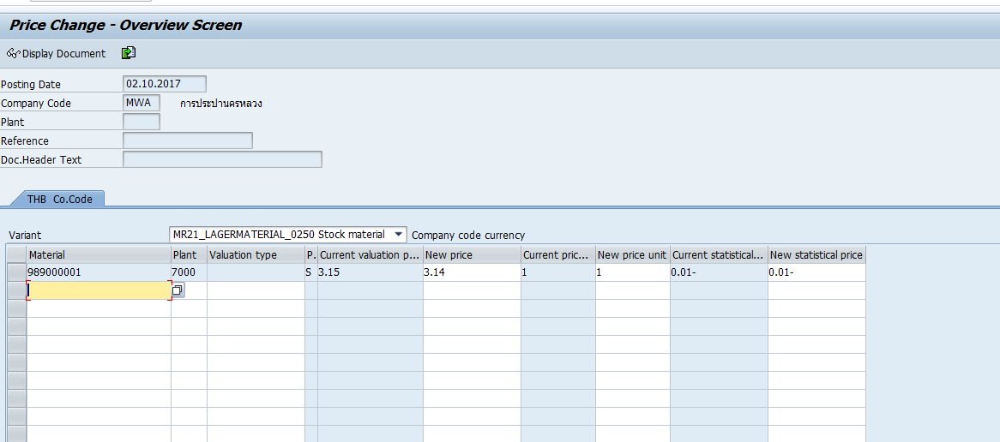 Price Change - Overview Screen
Display Document
Posting Date 02.10.2017
Company Code MWA การประปานครหลวง
Plant
Reference
Doc.Header Text
THB Co.Code
Variant MR21_LAGERMATERIAL_0250 Stock material Company code currency
Material Plant Valuation type P. Current valuation p... New price Current pric... New price unit Current statistical... New statistical price
989000001 7000 S 3.15 3.14 1 1 0.01- 0.01-